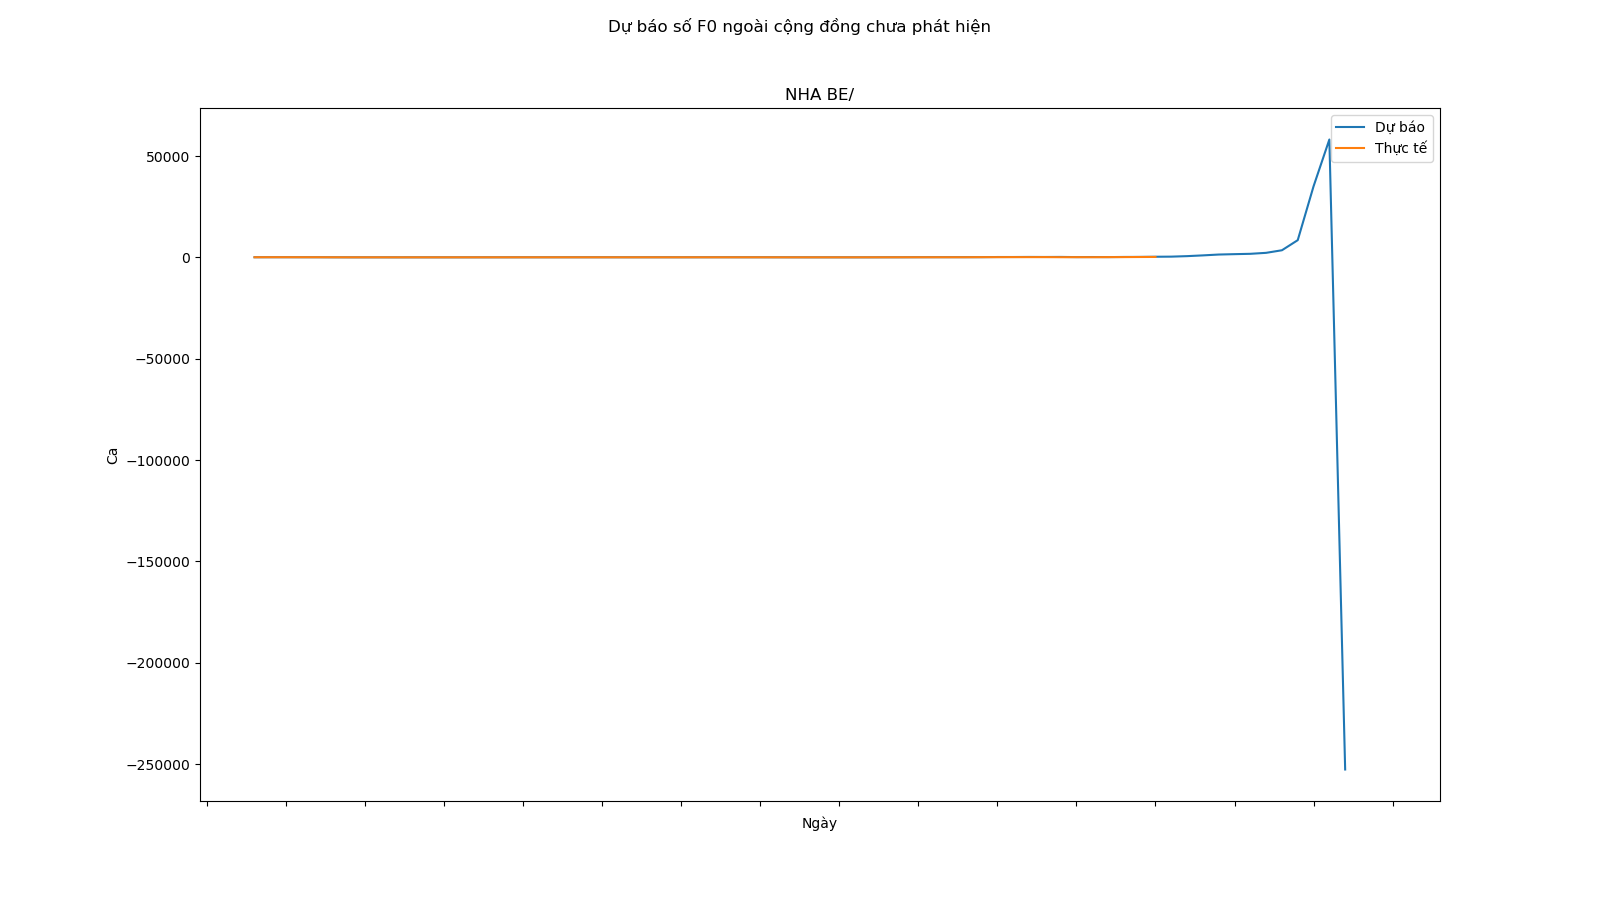 Dự báo số F0 ngoài cộng đồng chưa phát hiện
NHA BE/
Dự báo
Thực tế
50000
0
−50000
−100000
−150000
−200000
−250000
Ca
Ngày